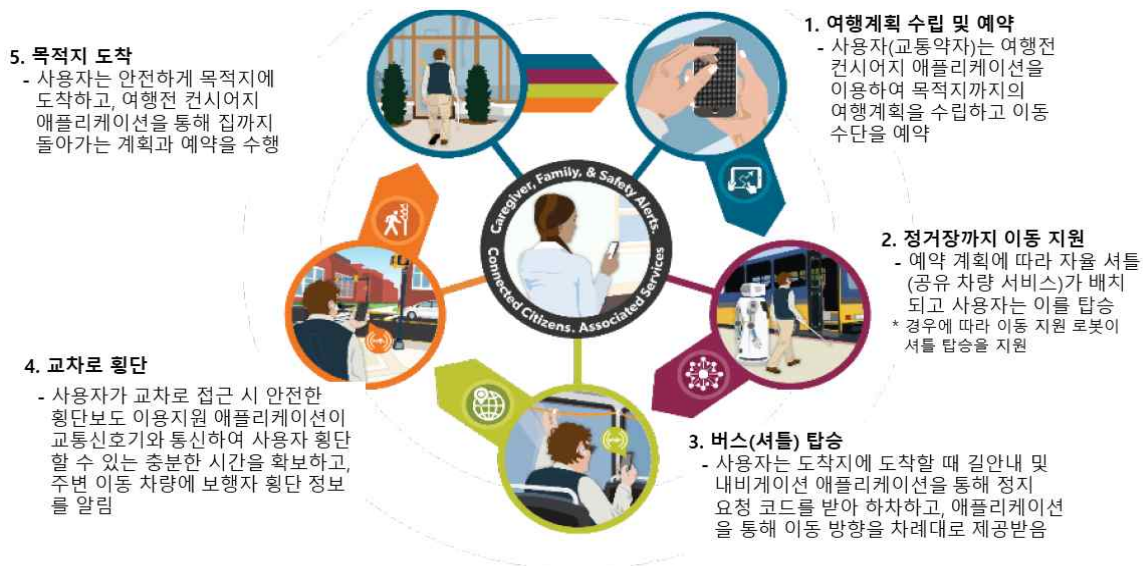 1. 여행계획 수립 및 예약
- 사용자(교통약자)는 여행전
컨시어지 애플리케이션을
이용하여 목적지까지의
여행계획을 수립하고 이동
수단을 예약
2. 정거장까지 이동 지원
- 예약 계획에 따라 자율 셔틀
(공유 차량 서비스)가 배치
되고 사용자는 이를 탑승
* 경우에 따라 이동 지원 로봇이
셔틀 탑승을 지원
3. 버스(셔틀) 탑승
- 사용자는 도착지에 도착할 때 길안내 및
내비게이션 애플리케이션을 통해 정지
요청 코드를 받아 하차하고, 애플리케이션
을 통해 이동 방향을 차례대로 제공받음
4. 교차로 횡단
- 사용자가 교차로 접근 시 안전한
횡단보도 이용지원 애플리케이션이
교통신호기와 통신하여 사용자 횡단
할 수 있는 충분한 시간을 확보하고,
주변 이동 차량에 보행자 횡단 정보
를 알림
5. 목적지 도착
- 사용자는 안전하게 목적지에
도착하고, 여행전 컨시어지
애플리케이션을 통해 집까지
돌아가는 계획과 예약을 수행
Caregiver, Family, & Safety Alerts.
Connected Citizens. Associated Services